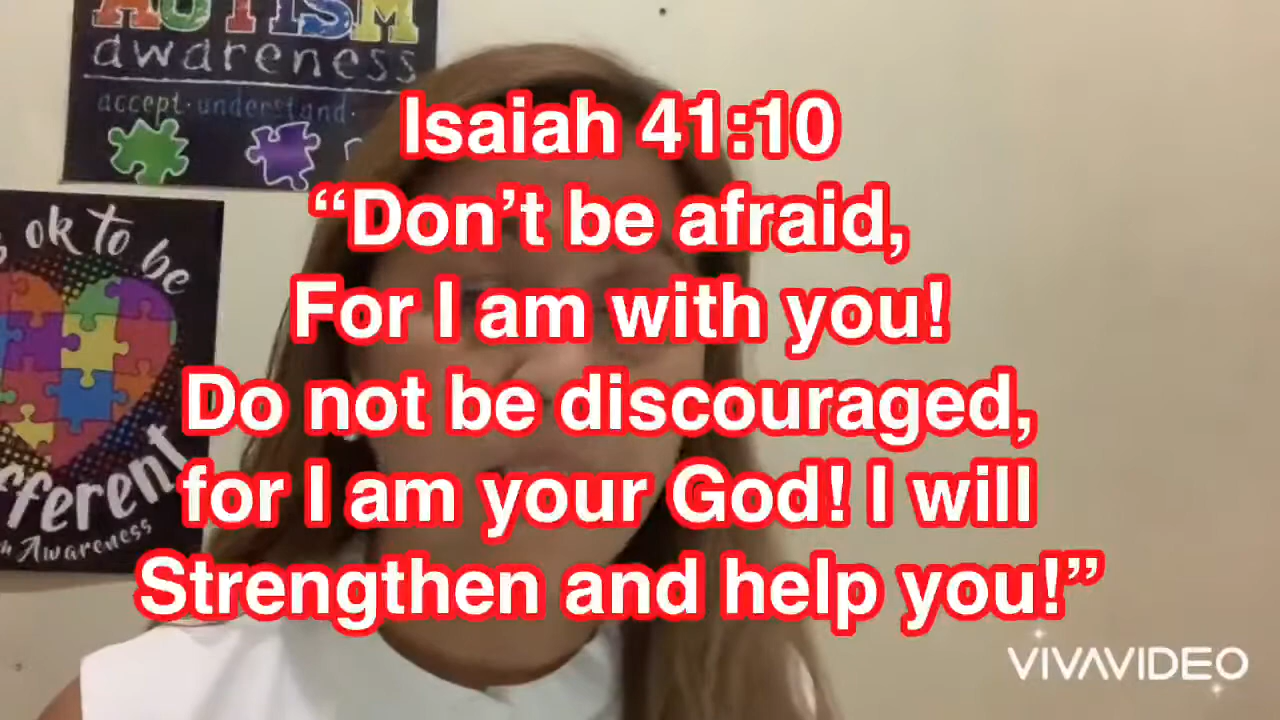 AUTISM
awareness
accept·understand·
Isaiah 41:10
“Don’t be afraid,
For I am with you!
Do not be discouraged,
for I am your God! I will
Strengthen and help you!”
ok to be
Awareness
VIVAVIDEO